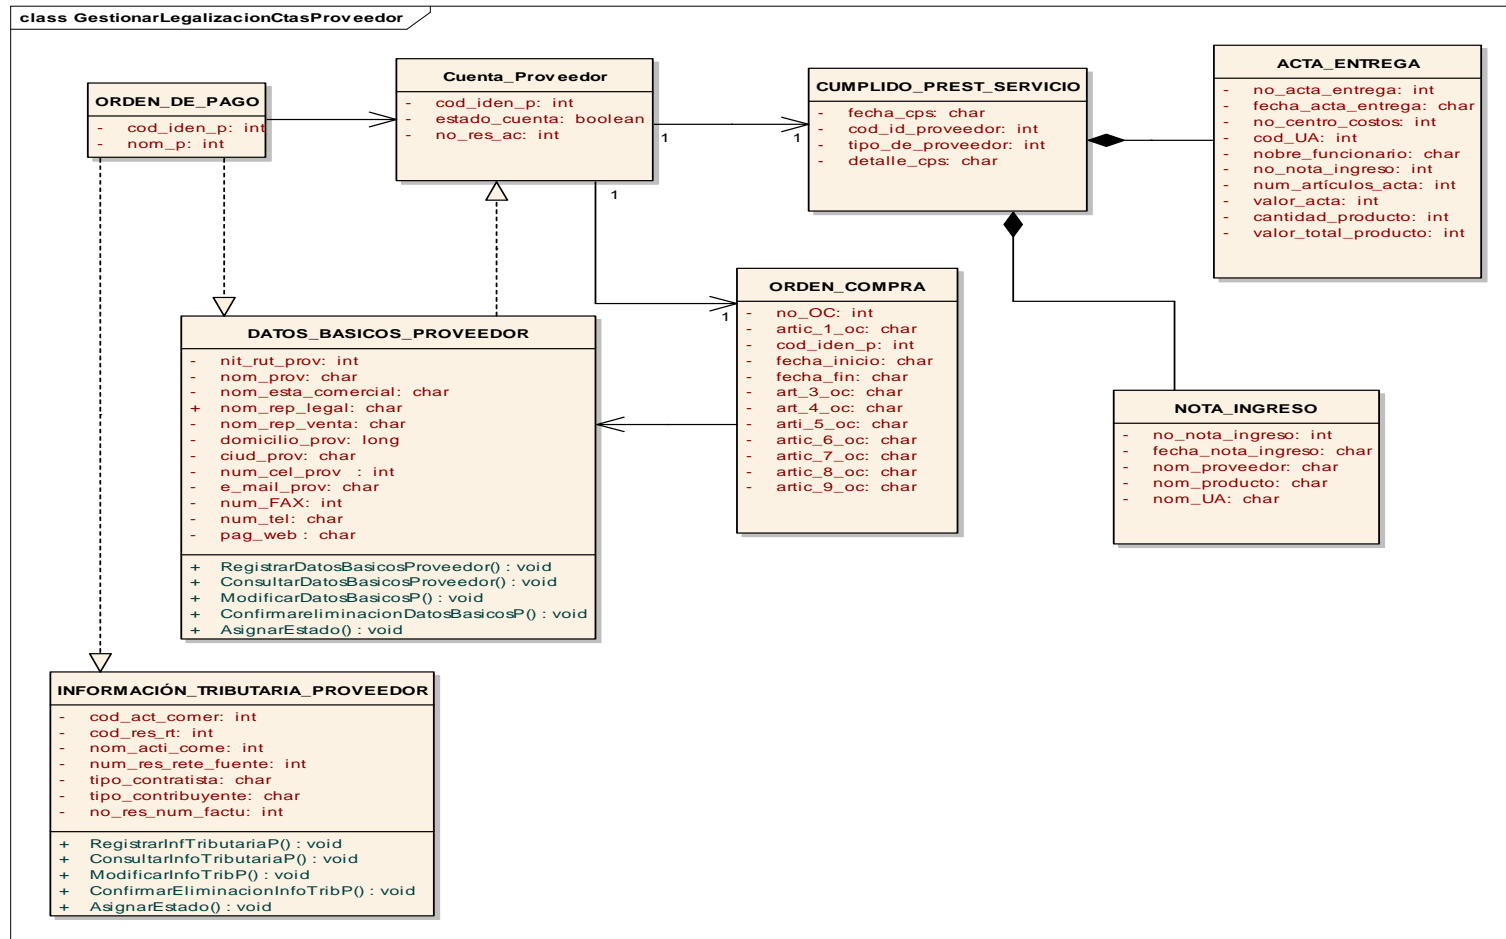 class GestionarLegalizacionCtasProveedor
ORDEN_DE_PAGO
- cod_iden_p: int
- nom_p: int
Cuenta_Proveedor
- cod_iden_p: int
- estado_cuenta: boolean
- no_res_ac: int
1
1
1
1
CUMPLIDO_PREST_SERVICIO
- fecha_cps: char
- cod_id_proveedor: int
- tipo_de_proveedor: int
- detalle_cps: char
ACTA_ENTREGA
- no_acta_entrega: int
- fecha_acta_entrega: char
- no_centro_costos: int
- cod_UA: int
- nobre_funcionario: char
- no_nota_ingreso: int
- num_artículos_acta: int
- valor_acta: int
- cantidad_producto: int
- valor_total_producto: int
DATOS_BASICOS_PROVEEDOR
- nit_rut_prov: int
- nom_prov: char
- nom_esta_comercial: char
+ nom_rep_legal: char
- nom_rep_venta: char
- domicilio_prov: long
- ciud_prov: char
- num_cel_prov : int
- e_mail_prov: char
- num_FAX: int
- num_tel: char
- pag_web : char
+ RegistrarDatosBasicosProveedor() : void
+ ConsultarDatosBasicosProveedor() : void
+ ModificarDatosBasicosP() : void
+ ConfirmareliminacionDatosBasicosP() : void
+ AsignarEstado() : void
ORDEN_COMPRA
- no_OC: int
- artic_1_oc: char
- cod_iden_p: int
- fecha_inicio: char
- fecha_fin: char
- art_3_oc: char
- art_4_oc: char
- arti_5_oc: char
- artic_6_oc: char
- artic_7_oc: char
- artic_8_oc: char
- artic_9_oc: char
NOTA_INGRESO
- no_nota_ingreso: int
- fecha_nota_ingreso: char
- nom_proveedor: char
- nom_producto: char
- nom_UA: char
INFORMACIÓN_TRIBUTARIA_PROVEEDOR
- cod_act_comer: int
- cod_res_rt: int
- nom_acti_come: int
- num_res_rete_fuente: int
- tipo_contratista: char
- tipo_contribuyente: char
- no_res_num_factu: int
+ RegistrarInfTributariaP() : void
+ ConsultarInfoTributariaP() : void
+ ModificarInfoTribP() : void
+ ConfirmarEliminacionInfoTribP() : void
+ AsignarEstado() : void